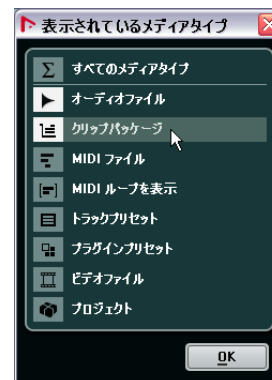 表示されているメディアタイプ
すべてのメディアタイプ
オーディオファイル
クリップパッケージ
MIDI ファイル
MIDI ループを表示
トラックプリセット
プラグインプリセット
ビデオファイル
プロジェクト
OK